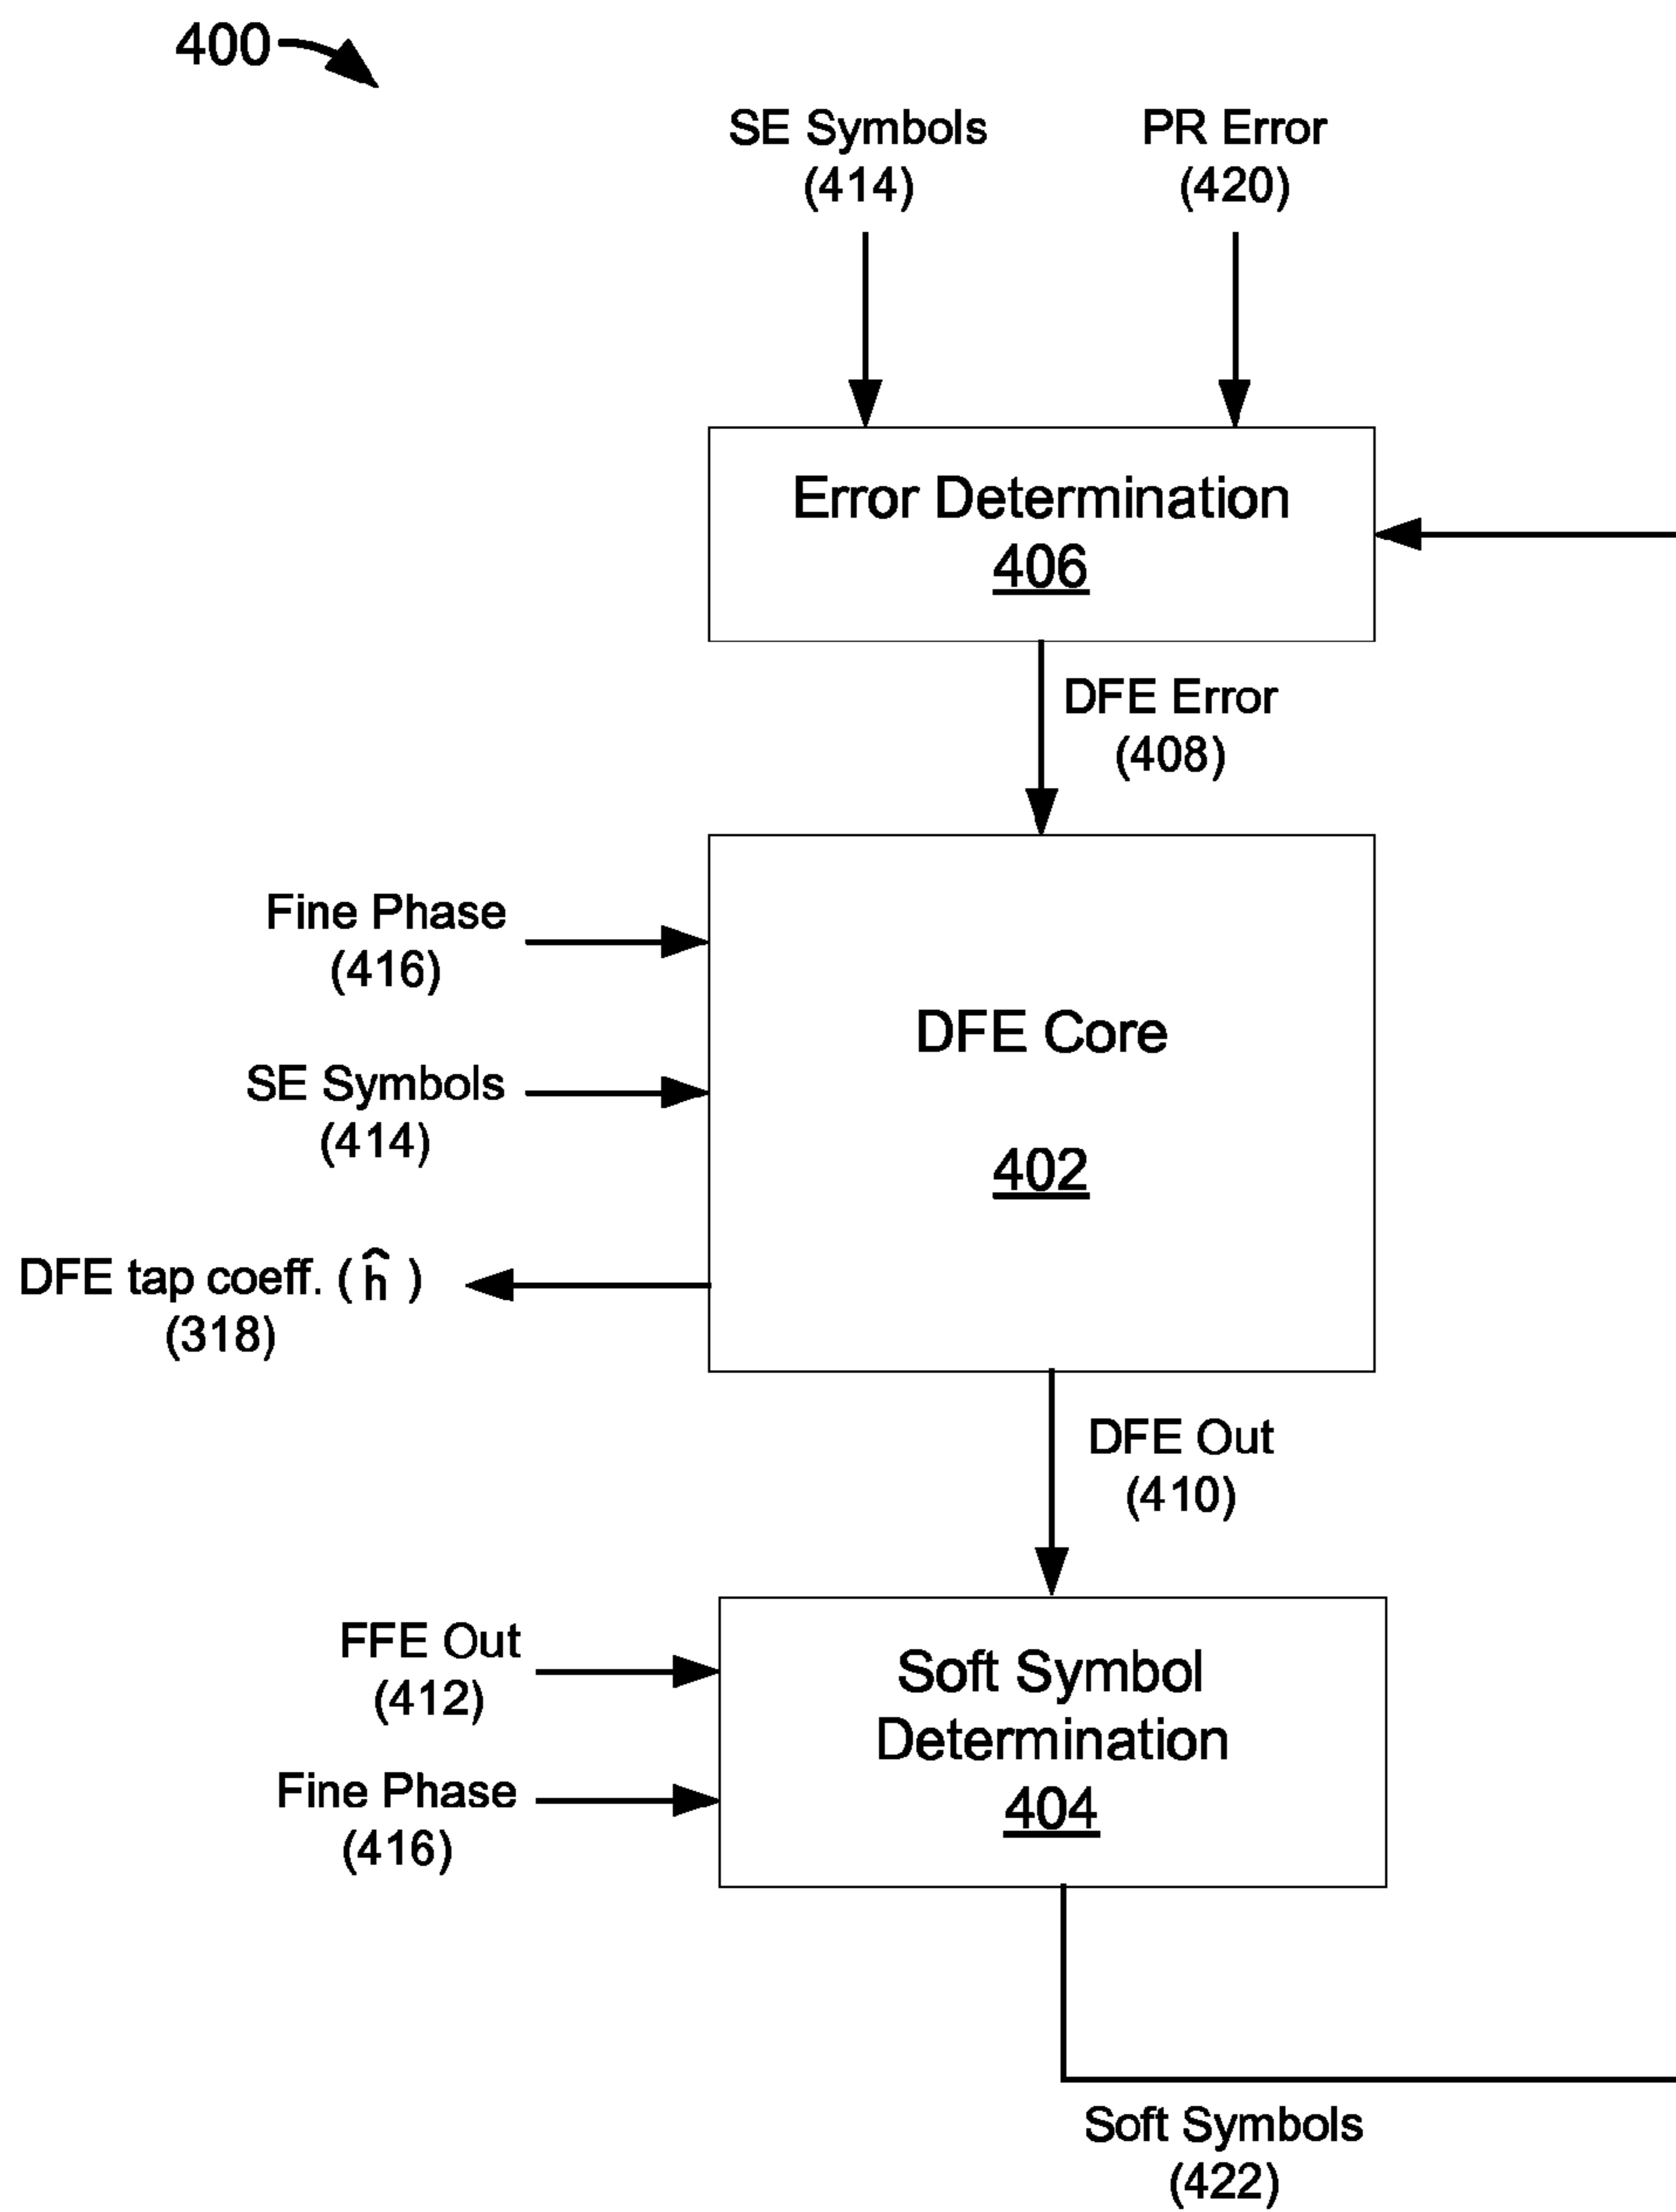 400
SE Symbols
(414)
PR Error
(420)
Error Determination
406
DFE Error
(408)
Fine Phase
(416)
SE Symbols
(414)
DFE Core
402
DFE tap coeff. ( ĥ )
(318)
DFE Out
(410)
FFE Out
(412)
Fine Phase
(416)
Soft Symbol
Determination
404
Soft Symbols
(422)